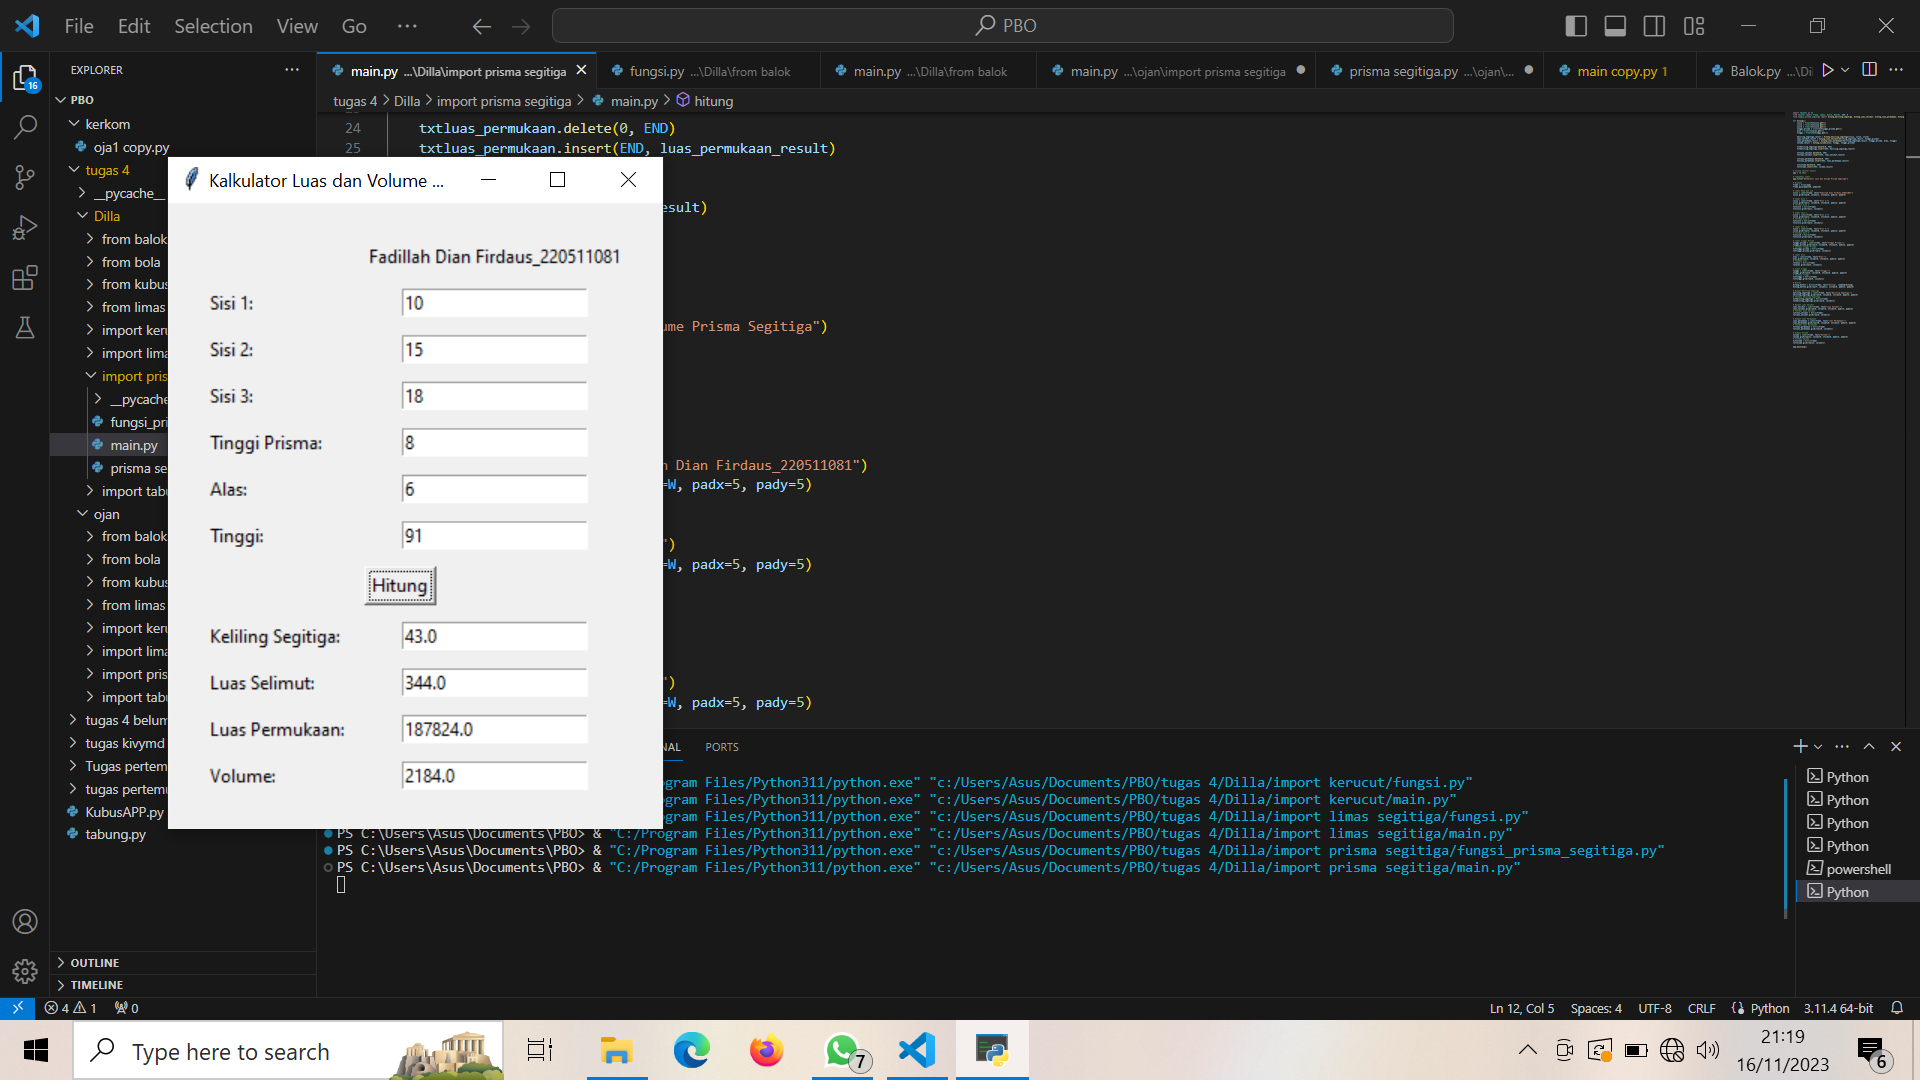 File Edit Selection View Go ···
PBO
EXPLORER
main.py ...\Dilla\import prisma segitiga
fungsi.py ...\Dilla\from balok
main.py ...\Dilla\from balok
main.py ...\ojan\import prisma segitiga
prisma segitiga.py ...\ojan\...
main copy.py 1
Balok.py ...\Di
tugas 4 > Dilla > import prisma segitiga > main.py > hitung
PBO
kerkom
oja1 copy.py
tugas 4
__pycache__
Dilla
from balok
from bola
from kubus
from limas
import keru
import lima
import pris
__pycache
fungsi_pri
main.py
prisma se
import tabu
ojan
from balok
from bola
from kubus
from limas
import keru
import lima
import pris
import tabu
tugas 4 belum
tugas kivymd
Tugas pertem
tugas pertemu
KubusAPP.py
tabung.py
OUTLINE
TIMELINE
24 txtluas_permukaan.delete(0, END)
25 txtluas_permukaan.insert(END, luas_permukaan_result)
esult)
ume Prisma Segitiga")
h Dian Firdaus_220511081")
=W, padx=5, pady=5)
")
=W, padx=5, pady=5)
")
=W, padx=5, pady=5)
Kalkulator Luas dan Volume ...
Fadillah Dian Firdaus_220511081
Sisi 1: 10
Sisi 2: 15
Sisi 3: 18
Tinggi Prisma: 8
Alas: 6
Tinggi: 91
Hitung
Keliling Segitiga: 43.0
Luas Selimut: 344.0
Luas Permukaan: 187824.0
Volume: 2184.0
NAL PORTS
ogram Files/Python311/python.exe" "c:/Users/Asus/Documents/PBO/tugas 4/Dilla/import kerucut/fungsi.py"
ogram Files/Python311/python.exe" "c:/Users/Asus/Documents/PBO/tugas 4/Dilla/import kerucut/main.py"
ogram Files/Python311/python.exe" "c:/Users/Asus/Documents/PBO/tugas 4/Dilla/import limas segitiga/fungsi.py"
PS C:\Users\Asus\Documents\PBO> & "C:/Program Files/Python311/python.exe" "c:/Users/Asus/Documents/PBO/tugas 4/Dilla/import limas segitiga/main.py"
PS C:\Users\Asus\Documents\PBO> & "C:/Program Files/Python311/python.exe" "c:/Users/Asus/Documents/PBO/tugas 4/Dilla/import prisma segitiga/fungsi_prisma_segitiga.py"
PS C:\Users\Asus\Documents\PBO> & "C:/Program Files/Python311/python.exe" "c:/Users/Asus/Documents/PBO/tugas 4/Dilla/import prisma segitiga/main.py"
Python
Python
Python
Python
powershell
Python
16
4 1 0
Ln 12, Col 5 Spaces: 4 UTF-8 CRLF Python 3.11.4 64-bit
Type here to search
7
21:19
16/11/2023
6